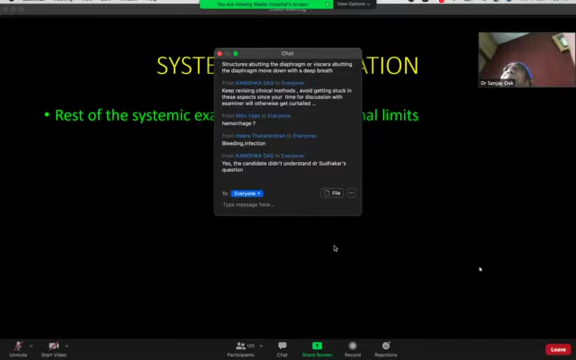 You are viewing Media Hospital's screen
View Options
Chat
SYSTE
ATION
Structures abutting the diaphragm or viscera abutting
the diaphragm move down with a deep breath
From KANISHKA DAS to Everyone:
Keep revising clinical methods , avoid getting stuck in
these aspects since your time for discussion with
examiner will otherwise get curtailed ...
to Everyone:
hemorrhage ?
From Heera Tharanendran to Everyone:
Bleeding,infection
From KANISHKA DAS to Everyone:
Yes, the candidate didn't understand dr Sudhakar's
question
• Rest of the systemic exa
nal limits
Dr Sanjay Oak
To: Everyone
File
Type message here...
Unmute
Start Video
Participants
Chat
Share Screen
Record
Reactions
Leave